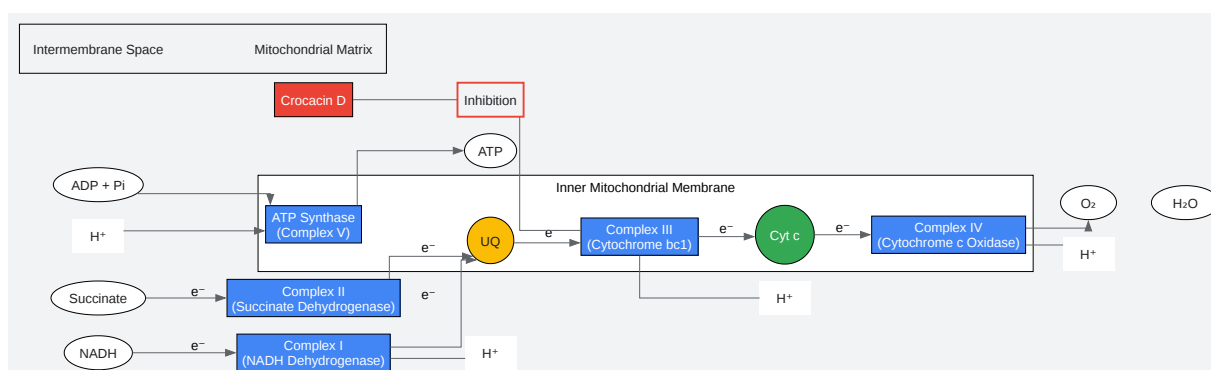 Intermembrane Space
Mitochondrial Matrix
Crocacin D
Inhibition
ATP
ADP + Pi
Inner Mitochondrial Membrane
O₂
H₂O
ATP Synthase
(Complex V)
H⁺
UQ
e⁻
Complex III
(Cytochrome bc1)
e⁻
Cyt c
e⁻
Complex IV
(Cytochrome c Oxidase)
H⁺
e⁻
Succinate
e⁻
Complex II
(Succinate Dehydrogenase)
e⁻
H⁺
NADH
e⁻
Complex I
(NADH Dehydrogenase)
H⁺